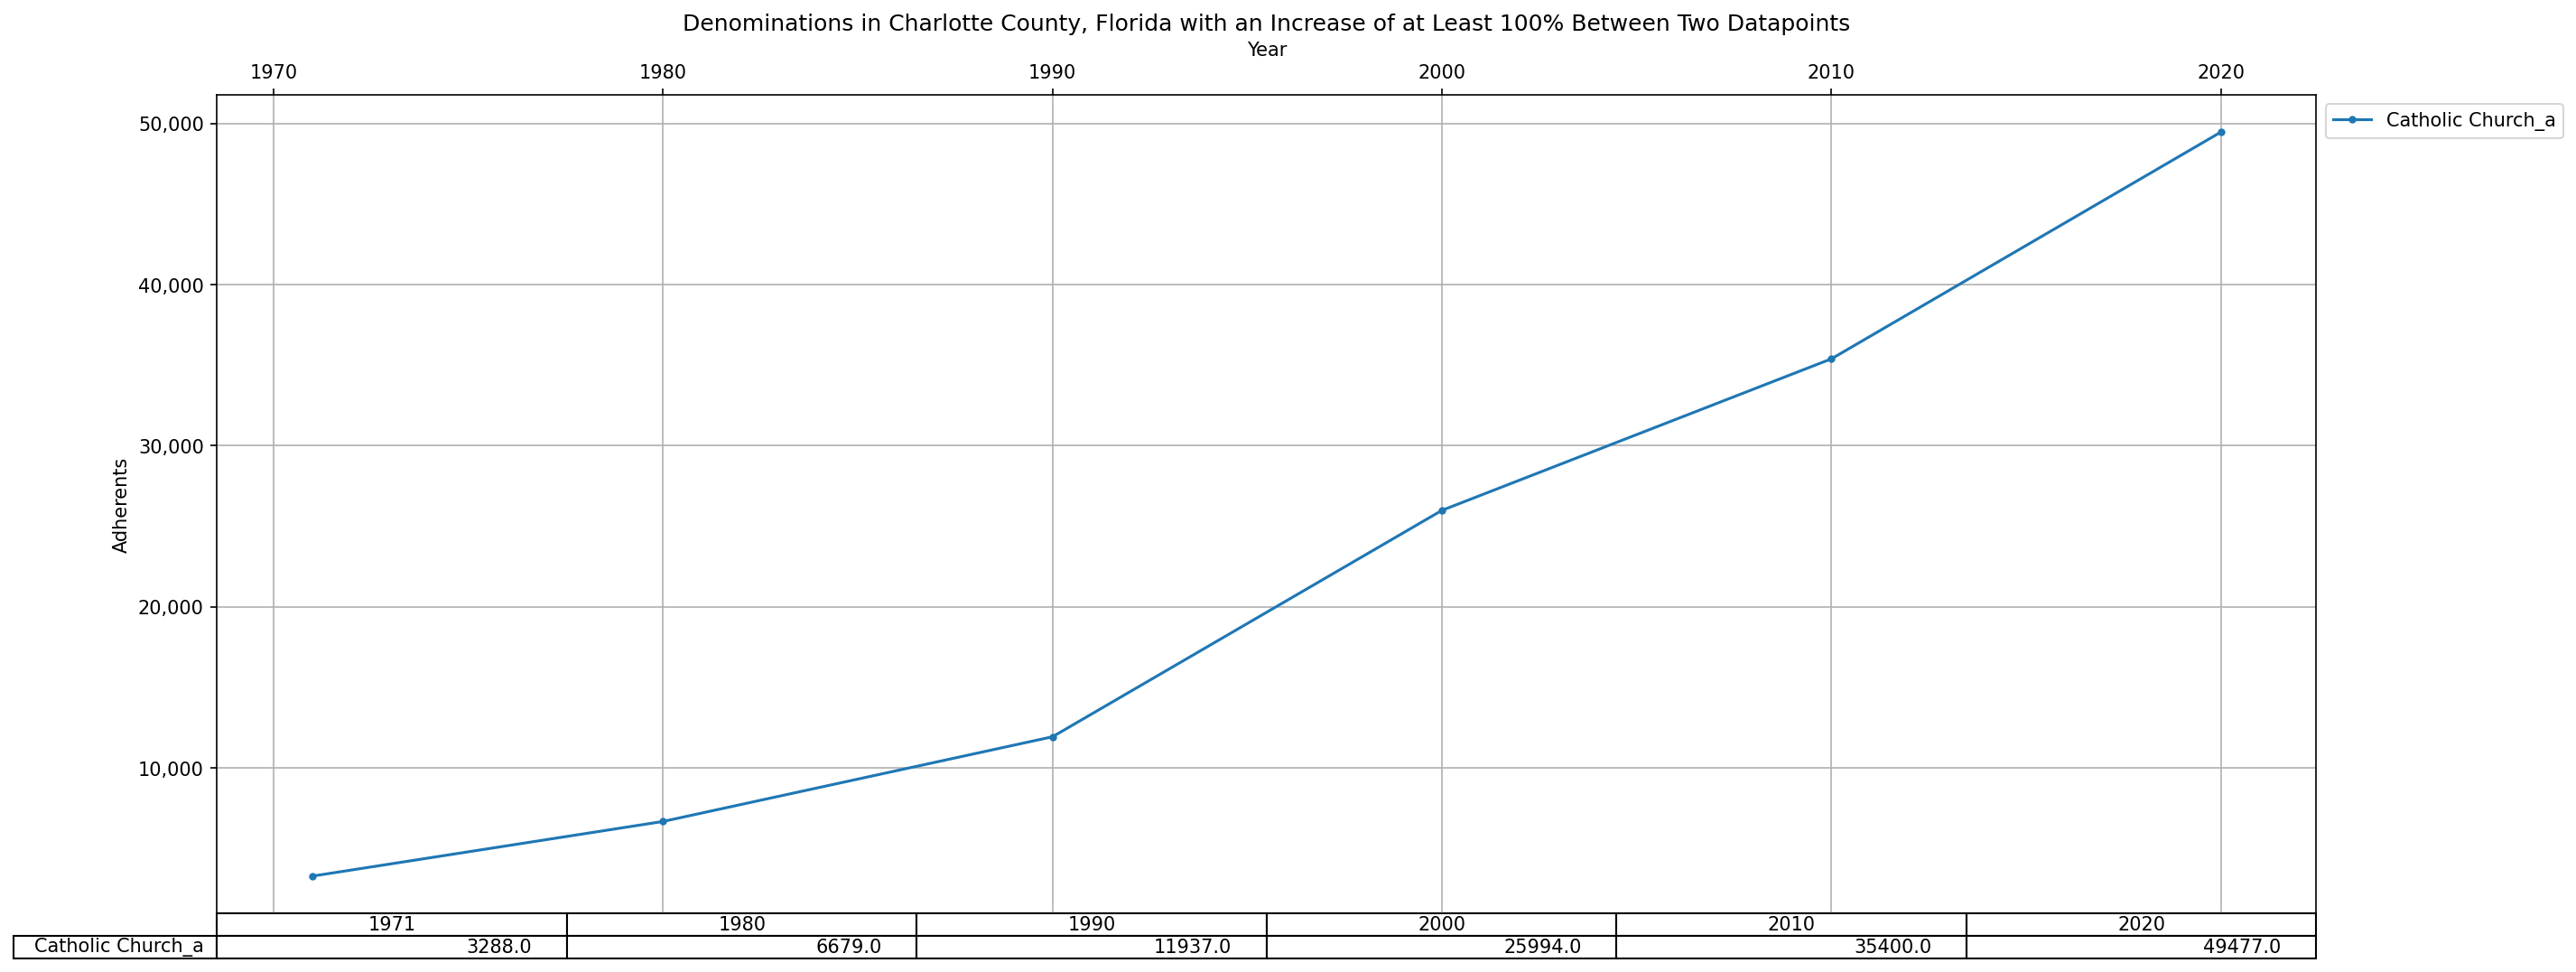 Denominations in Charlotte County, Florida with an Increase of at Least 100% Between Two Datapoints
Year
1970 1980 1990 2000 2010 2020
Catholic Church_a
50,000
40,000
30,000
20,000
10,000
Adherents
1971 1980 1990 2000 2010 2020
Catholic Church_a 3288.0 6679.0 11937.0 25994.0 35400.0 49477.0